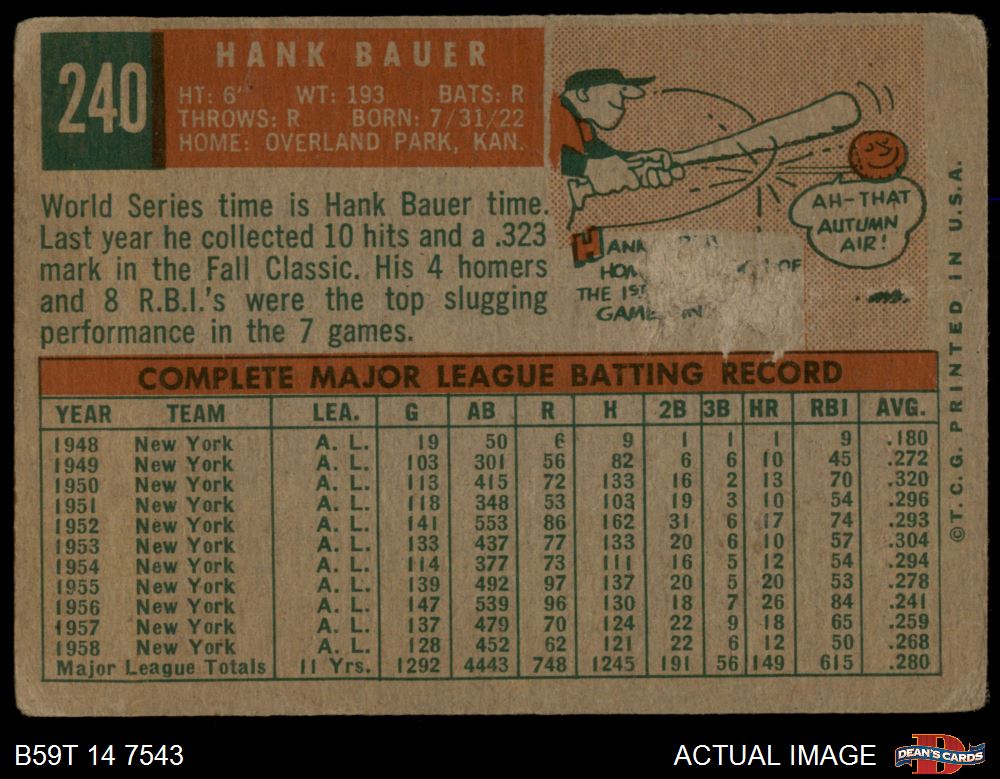 240
HANK BAUER
HT: 6' WT: 193 BATS: R
THROWS: R BORN: 7/31/22
HOME: OVERLAND PARK, KAN.
World Series time is Hank Bauer time.
Last year he collected 10 hits and a .323
mark in the Fall Classic. His 4 homers
and 8 R.B.I.'s were the top slugging
performance in the 7 games.
AH-THAT
AUTUMN
AIR!
HANK
OF
THE 1ST
COMPLETE MAJOR LEAGUE BATTING RECORD
YEAR TEAM LEA. G AB R H 2B 3B HR RBI AVG.
1948 New York A. L. 19 50 6 9 1 1 1 9 .180
1949 New York A. L. 103 301 56 82 6 6 10 45 .272
1950 New York A. L. 113 415 72 133 16 2 13 70 .320
1951 New York A. L. 118 348 53 103 19 3 10 54 .296
1952 New York A. L. 141 553 86 162 31 6 17 74 .293
1953 New York A. L. 133 437 77 133 20 6 10 57 .304
1954 New York A. L. 114 377 73 111 16 5 12 54 .294
1955 New York A. L. 139 492 97 137 20 5 20 53 .278
1956 New York A. L. 147 539 96 130 18 7 26 84 .241
1957 New York A. L. 137 479 70 124 22 9 18 65 .259
1958 New York A. L. 128 452 62 121 22 6 12 50 .268
Major League Totals 11 Yrs. 1292 4443 748 1245 191 56 149 615 .280
©T. C. G. PRINTED IN U.S.A.
B59T 14 7543
ACTUAL IMAGE
DEAN'S CARDS